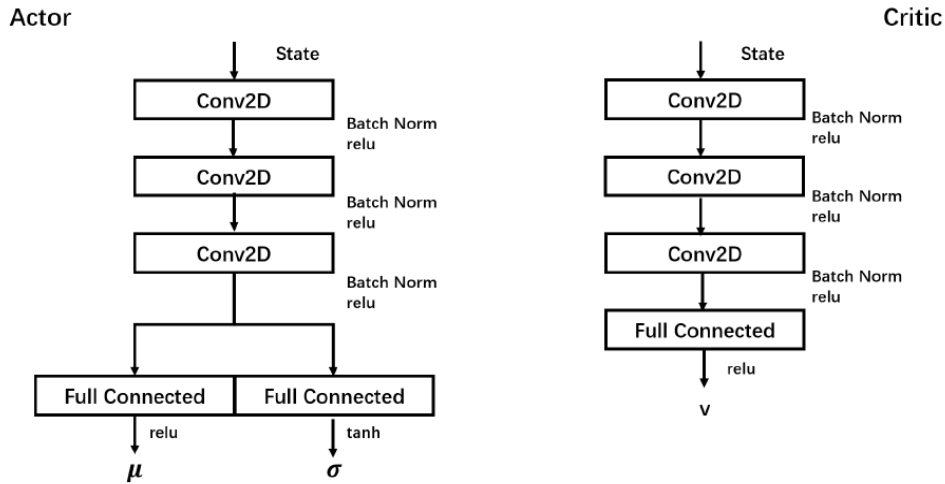 Actor
State
Conv2D
Batch Norm
relu
Conv2D
Batch Norm
relu
Conv2D
Batch Norm
relu
Full Connected
Full Connected
relu
tanh
μ
σ
Critic
State
Conv2D
Batch Norm
relu
Conv2D
Batch Norm
relu
Conv2D
Batch Norm
relu
Full Connected
relu
v